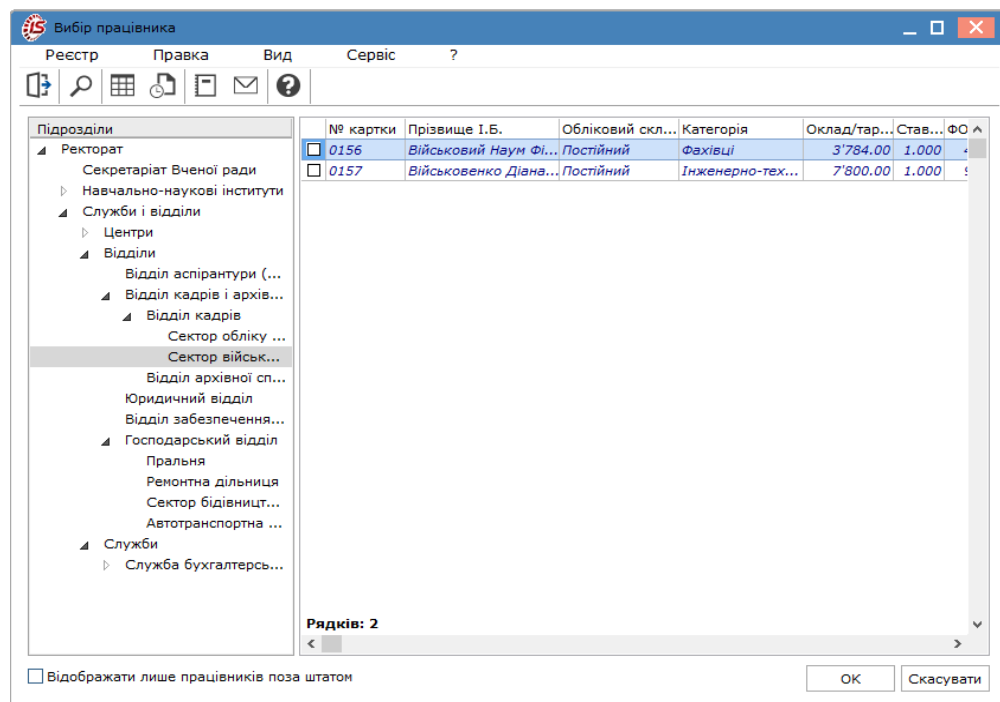 Вибір працівника
Реєстр Правка Вид Сервіс ?
Підрозділи
Ректорат
Секретаріат Вченої ради
Навчально-наукові інститути
Служби і відділи
Центри
Відділи
Відділ аспірантури (...
Відділ кадрів і архів...
Відділ кадрів
Сектор обліку ...
Сектор військ...
Відділ архівної сп...
Юридичний відділ
Відділ забезпечення...
Господарський відділ
Пральня
Ремонтна дільниця
Сектор бідівницт...
Автотранспортна ...
Служби
Служба бухгалтерсь...
№ картки Прізвище І.Б. Обліковий скл... Категорія Оклад/тар... Став... ФО
0156 Військовий Наум Фі... Постійний Фахівці 3'784.00 1.000
0157 Військовенко Діана... Постійний Інженерно-тех... 7'800.00 1.000
Рядків: 2
Відображати лише працівників поза штатом
OK Скасувати